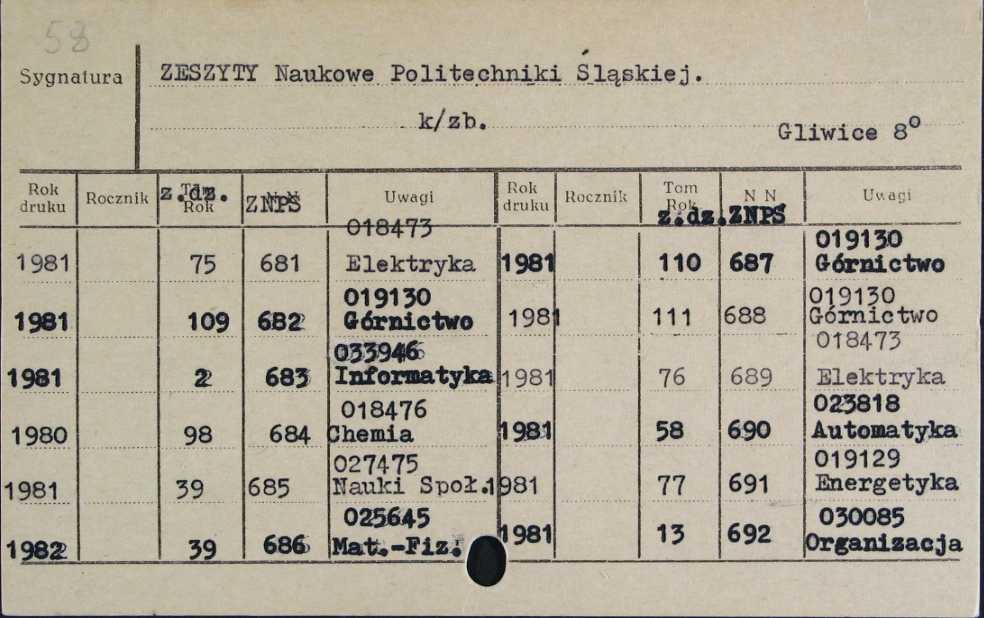 58
Sygnatura ZESZYTY Naukowe Politechniki Śląskiej.
k/zb.
Gliwice 8°
Rok druku Rocznik Tom Rok z.dz. N N ZNPS Uwagi Rok druku Rocznik Tom Rok z.dz. N N ZNPS Uwagi
1981 75 681 018473 Elektryka 1981 110 687 019130 Górnictwo
1981 109 682 019130 Górnictwo 1981 111 688 019130 Górnictwo
1981 2 683 033946 Informatyka 1981 76 689 018473 Elektryka
1980 98 684 018476 Chemia 1981 58 690 023818 Automatyka
1981 39 685 027475 Nauki Społ. 1981 77 691 019129 Energetyka
1982 39 686 025645 Mat.-Fiz. 1981 13 692 030085 Organizacja